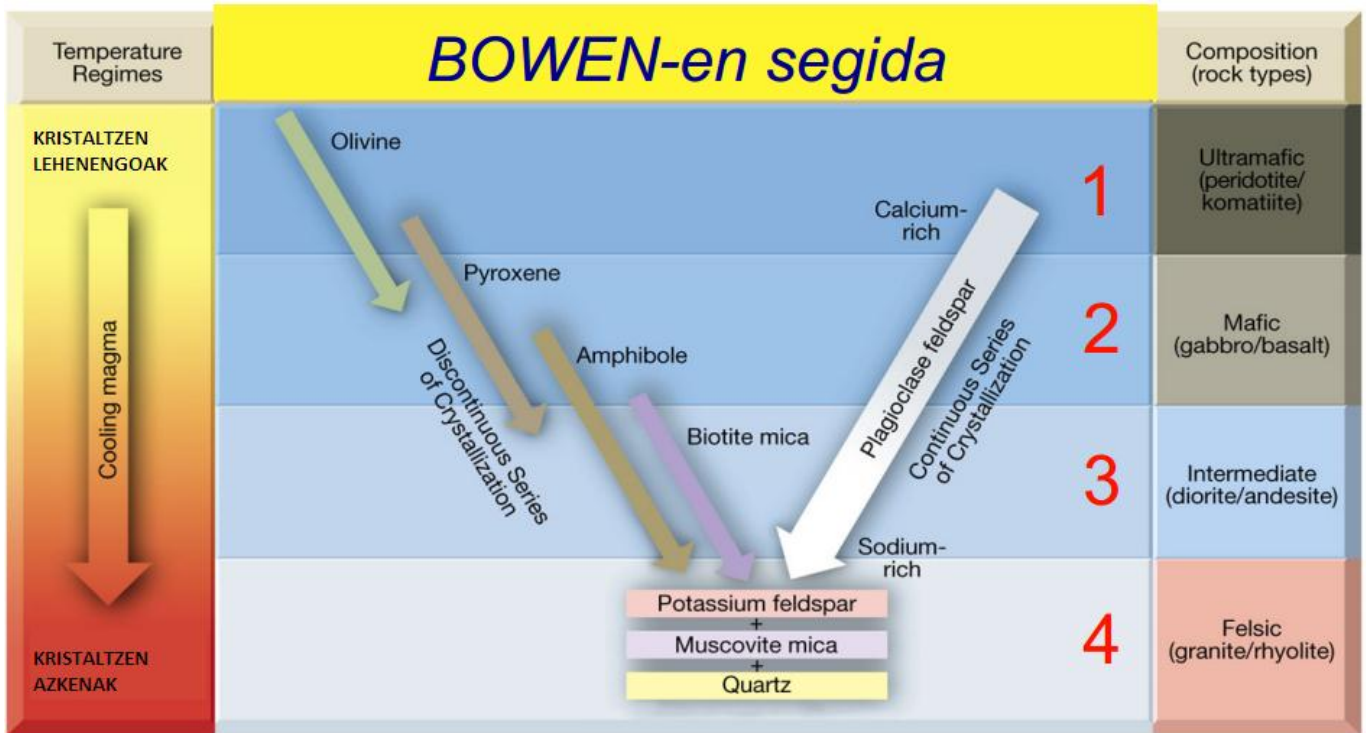 Temperature
Regimes
BOWEN-en segida
Composition
(rock types)
KRISTALTZEN
LEHENENGOAK
Cooling magma
KRISTALTZEN
AZKENAK
Olivine
Pyroxene
Amphibole
Biotite mica
Discontinuous Series
of Crystallization
Calcium-
rich
Plagioclase feldspar
Continuous Series
of Crystallization
Sodium-
rich
Potassium feldspar
+
Muscovite mica
+
Quartz
1
Ultramafic
(peridotite/
komatiite)
2
Mafic
(gabbro/basalt)
3
Intermediate
(diorite/andesite)
4
Felsic
(granite/rhyolite)